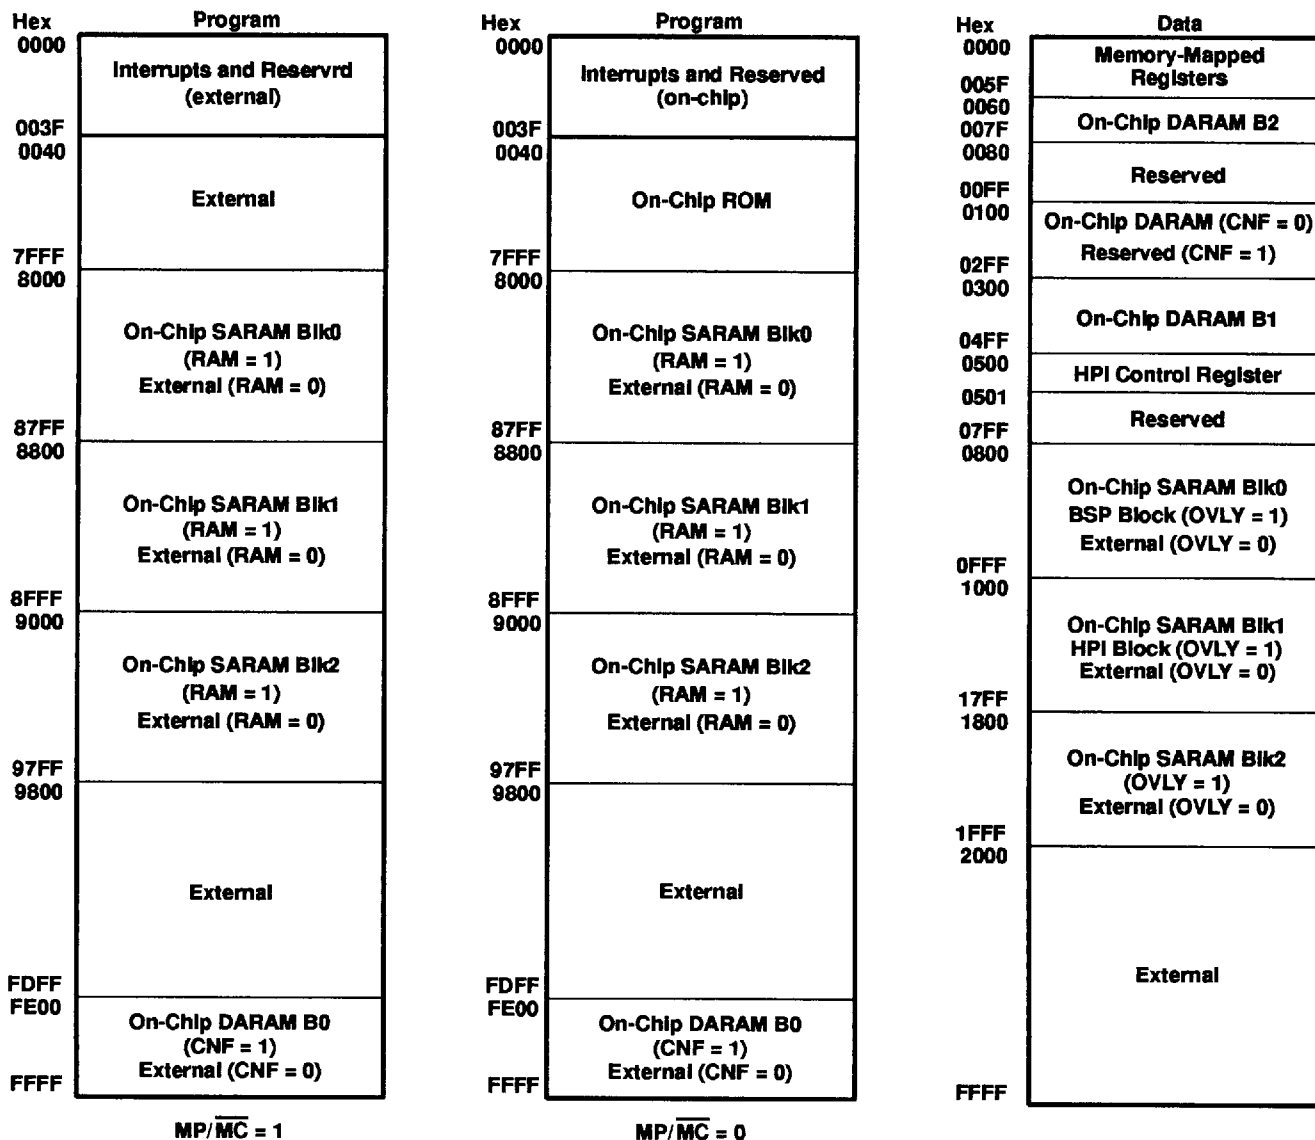 Hex Program
0000
Interrupts and Reservrd
(external)
003F
0040
External
7FFF
8000
On-Chip SARAM Blk0
(RAM = 1)
External (RAM = 0)
87FF
8800
On-Chip SARAM Blk1
(RAM = 1)
External (RAM = 0)
8FFF
9000
On-Chip SARAM Blk2
(RAM = 1)
External (RAM = 0)
97FF
9800
External
FDFF
FE00
On-Chip DARAM B0
(CNF = 1)
External (CNF = 0)
FFFF
MP/M̅C̅ = 1
Hex Program
0000
Interrupts and Reserved
(on-chip)
003F
0040
On-Chip ROM
7FFF
8000
On-Chip SARAM Blk0
(RAM = 1)
External (RAM = 0)
87FF
8800
On-Chip SARAM Blk1
(RAM = 1)
External (RAM = 0)
8FFF
9000
On-Chip SARAM Blk2
(RAM = 1)
External (RAM = 0)
97FF
9800
External
FDFF
FE00
On-Chip DARAM B0
(CNF = 1)
External (CNF = 0)
FFFF
MP/M̅C̅ = 0
Hex Data
0000
Memory-Mapped
Registers
005F
0060
On-Chip DARAM B2
007F
0080
Reserved
00FF
0100
On-Chip DARAM (CNF = 0)
Reserved (CNF = 1)
02FF
0300
On-Chip DARAM B1
04FF
0500
HPI Control Register
0501
Reserved
07FF
0800
On-Chip SARAM Blk0
BSP Block (OVLY = 1)
External (OVLY = 0)
0FFF
1000
On-Chip SARAM Blk1
HPI Block (OVLY = 1)
External (OVLY = 0)
17FF
1800
On-Chip SARAM Blk2
(OVLY = 1)
External (OVLY = 0)
1FFF
2000
External
FFFF